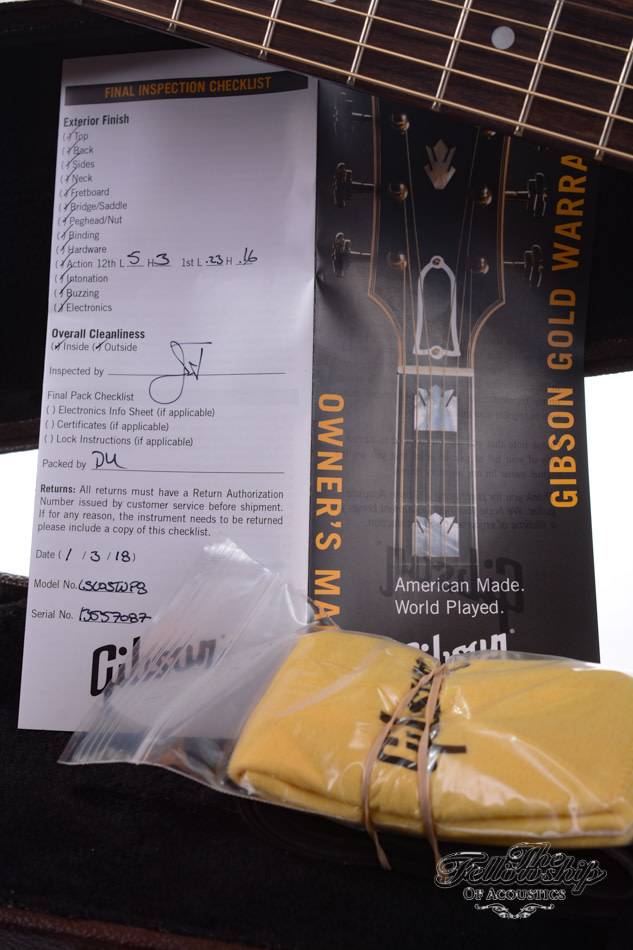 FINAL INSPECTION CHECKLIST
Exterior Finish
(✓) Top
(✓) Back
(✓) Sides
(✓) Neck
(✓) Fretboard
(✓) Bridge/Saddle
(✓) Peghead/Nut
(✓) Binding
(✓) Hardware
(✓) Action 12th L 5 H 3 1st L .23 H .16
(✓) Intonation
(✓) Buzzing
(✓) Electronics
Overall Cleanliness
(✓) Inside (✓) Outside
Inspected by
Final Pack Checklist
( ) Electronics Info Sheet (if applicable)
( ) Certificates (if applicable)
( ) Lock Instructions (if applicable)
Packed by DU
Returns: All returns must have a Return Authorization
Number issued by customer service before shipment.
If for any reason, the instrument needs to be returned
please include a copy of this checklist.
Date ( 1 / 3 / 18 )
Model No.
Serial No. 13557087
Gibson
OWNER'S MA
GIBSON GOLD WARRA
American Made.
World Played.
Gibson
Gibson
The
Fellowship
OF ACOUSTICS